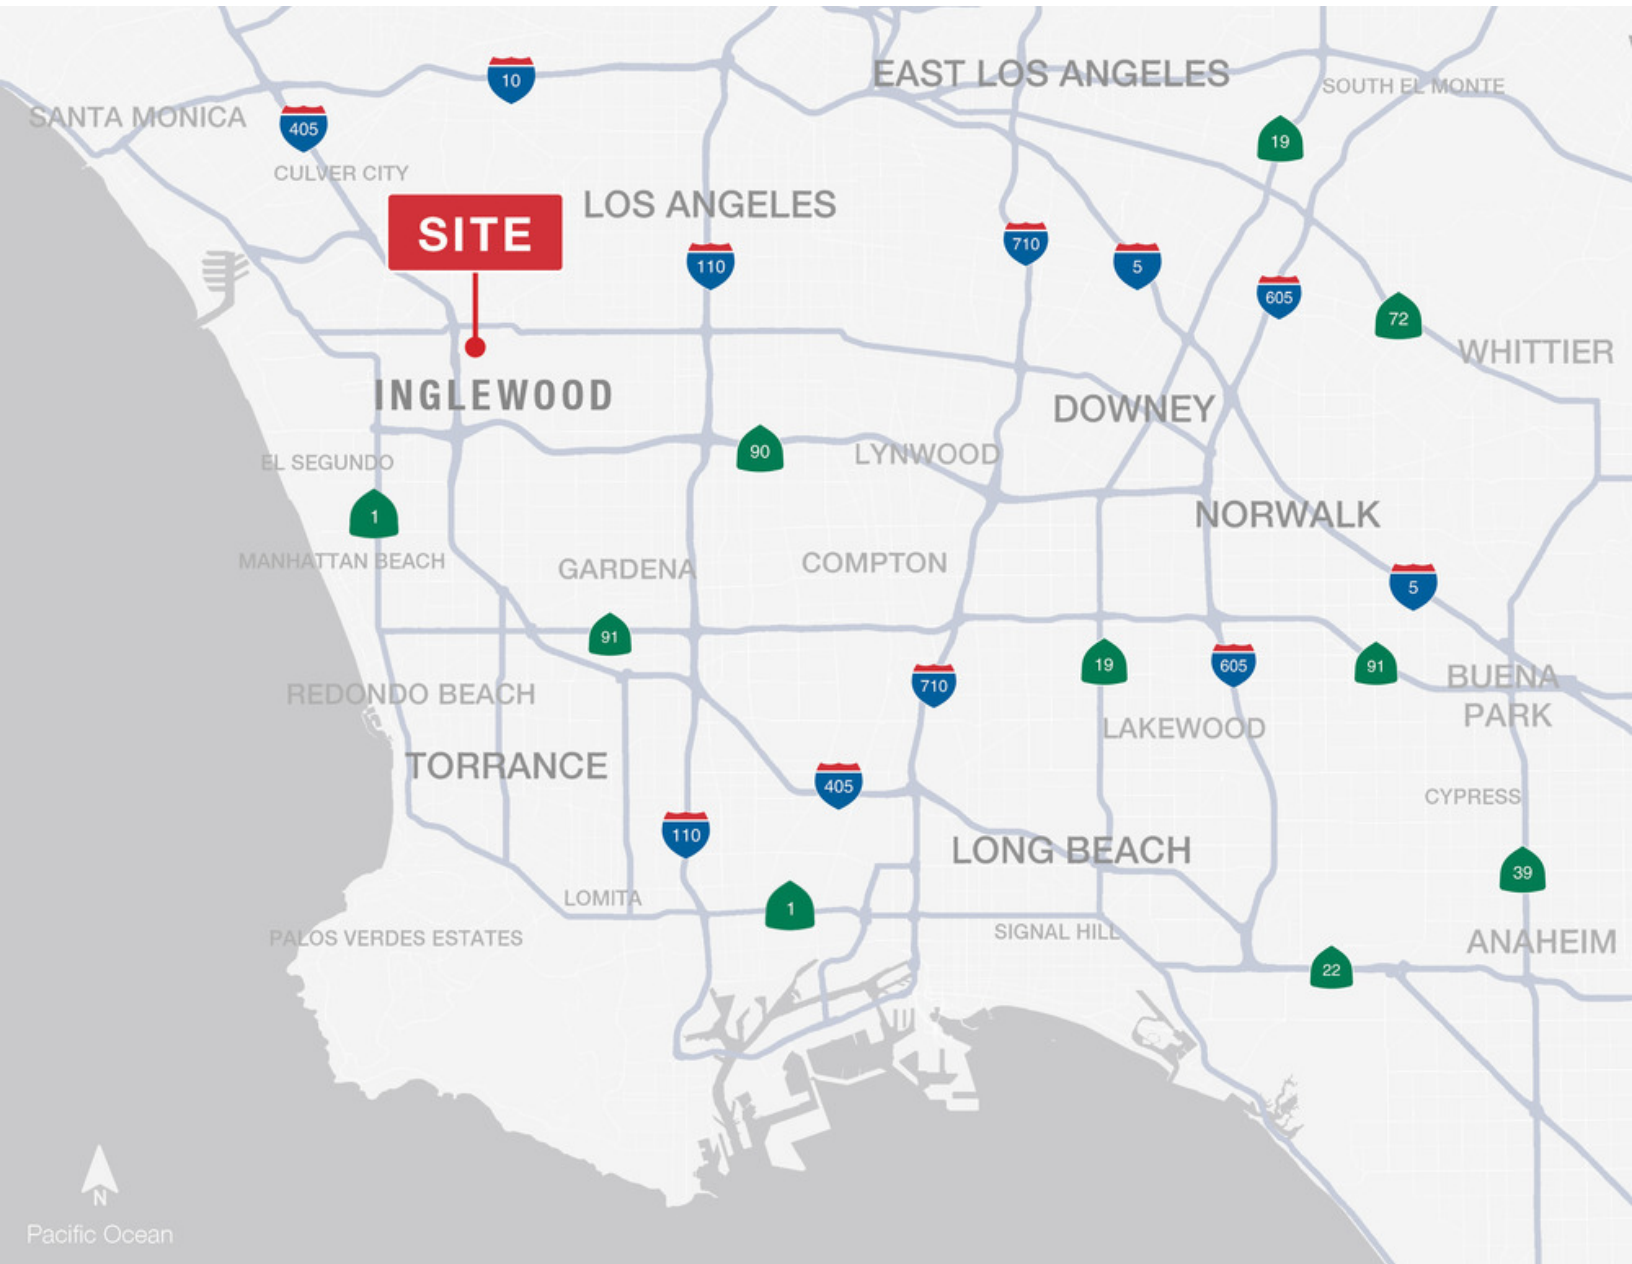 EAST LOS ANGELES
10
SOUTH EL MONTE
SANTA MONICA
405
19
CULVER CITY
LOS ANGELES
SITE
710
110
5
605
72
WHITTIER
INGLEWOOD
DOWNEY
90
LYNWOOD
EL SEGUNDO
1
NORWALK
MANHATTAN BEACH
GARDENA
COMPTON
5
91
19
605
91
710
REDONDO BEACH
BUENA
PARK
LAKEWOOD
TORRANCE
405
CYPRESS
110
LONG BEACH
39
LOMITA
1
SIGNAL HILL
PALOS VERDES ESTATES
ANAHEIM
22
N
Pacific Ocean